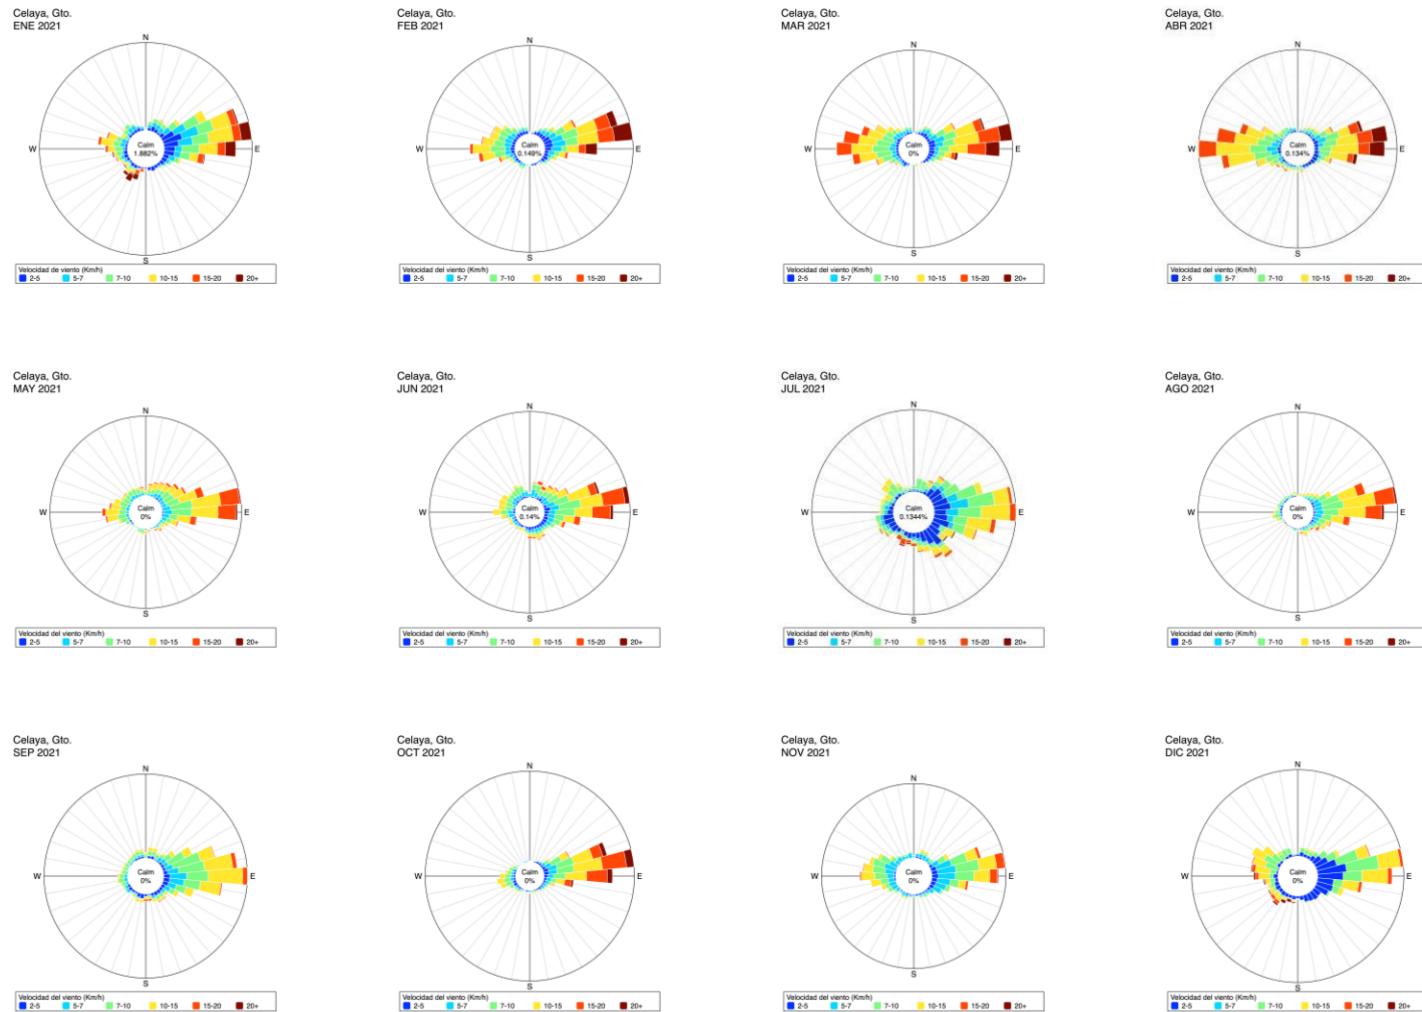 Celaya, Gto.
ENE 2021
N
Calm
1.882%
W
E
S
Velocidad de viento (Km/h)
2-5 5-7 7-10 10-15 15-20 20+
Celaya, Gto.
FEB 2021
N
Calm
0.149%
W
E
S
Velocidad del viento (Km/h)
2-5 5-7 7-10 10-15 15-20 20+
Celaya, Gto.
MAR 2021
N
Calm
0%
W
E
S
Velocidad del viento (Km/h)
2-5 5-7 7-10 10-15 15-20 20+
Celaya, Gto.
ABR 2021
N
Calm
0.134%
W
E
S
Velocidad del viento (Km/h)
2-5 5-7 7-10 10-15 15-20 20+
Celaya, Gto.
MAY 2021
N
Calm
0%
W
E
S
Velocidad del viento (Km/h)
2-5 5-7 7-10 10-15 15-20 20+
Celaya, Gto.
JUN 2021
N
Calm
0.14%
W
E
S
Velocidad del viento (Km/h)
2-5 5-7 7-10 10-15 15-20 20+
Celaya, Gto.
JUL 2021
N
Calm
0.1344%
W
E
S
Velocidad del viento (Km/h)
2-5 5-7 7-10 10-15 15-20 20+
Celaya, Gto.
AGO 2021
N
Calm
0%
W
E
S
Velocidad del viento (Km/h)
2-5 5-7 7-10 10-15 15-20 20+
Celaya, Gto.
SEP 2021
N
Calm
0%
W
E
S
Velocidad del viento (Km/h)
2-5 5-7 7-10 10-15 15-20 20+
Celaya, Gto.
OCT 2021
N
Calm
0%
W
E
S
Velocidad del viento (Km/h)
2-5 5-7 7-10 10-15 15-20 20+
Celaya, Gto.
NOV 2021
N
Calm
0%
W
E
S
Velocidad del viento (Km/h)
2-5 5-7 7-10 10-15 15-20 20+
Celaya, Gto.
DIC 2021
N
Calm
0%
W
E
S
Velocidad del viento (Km/h)
2-5 5-7 7-10 10-15 15-20 20+